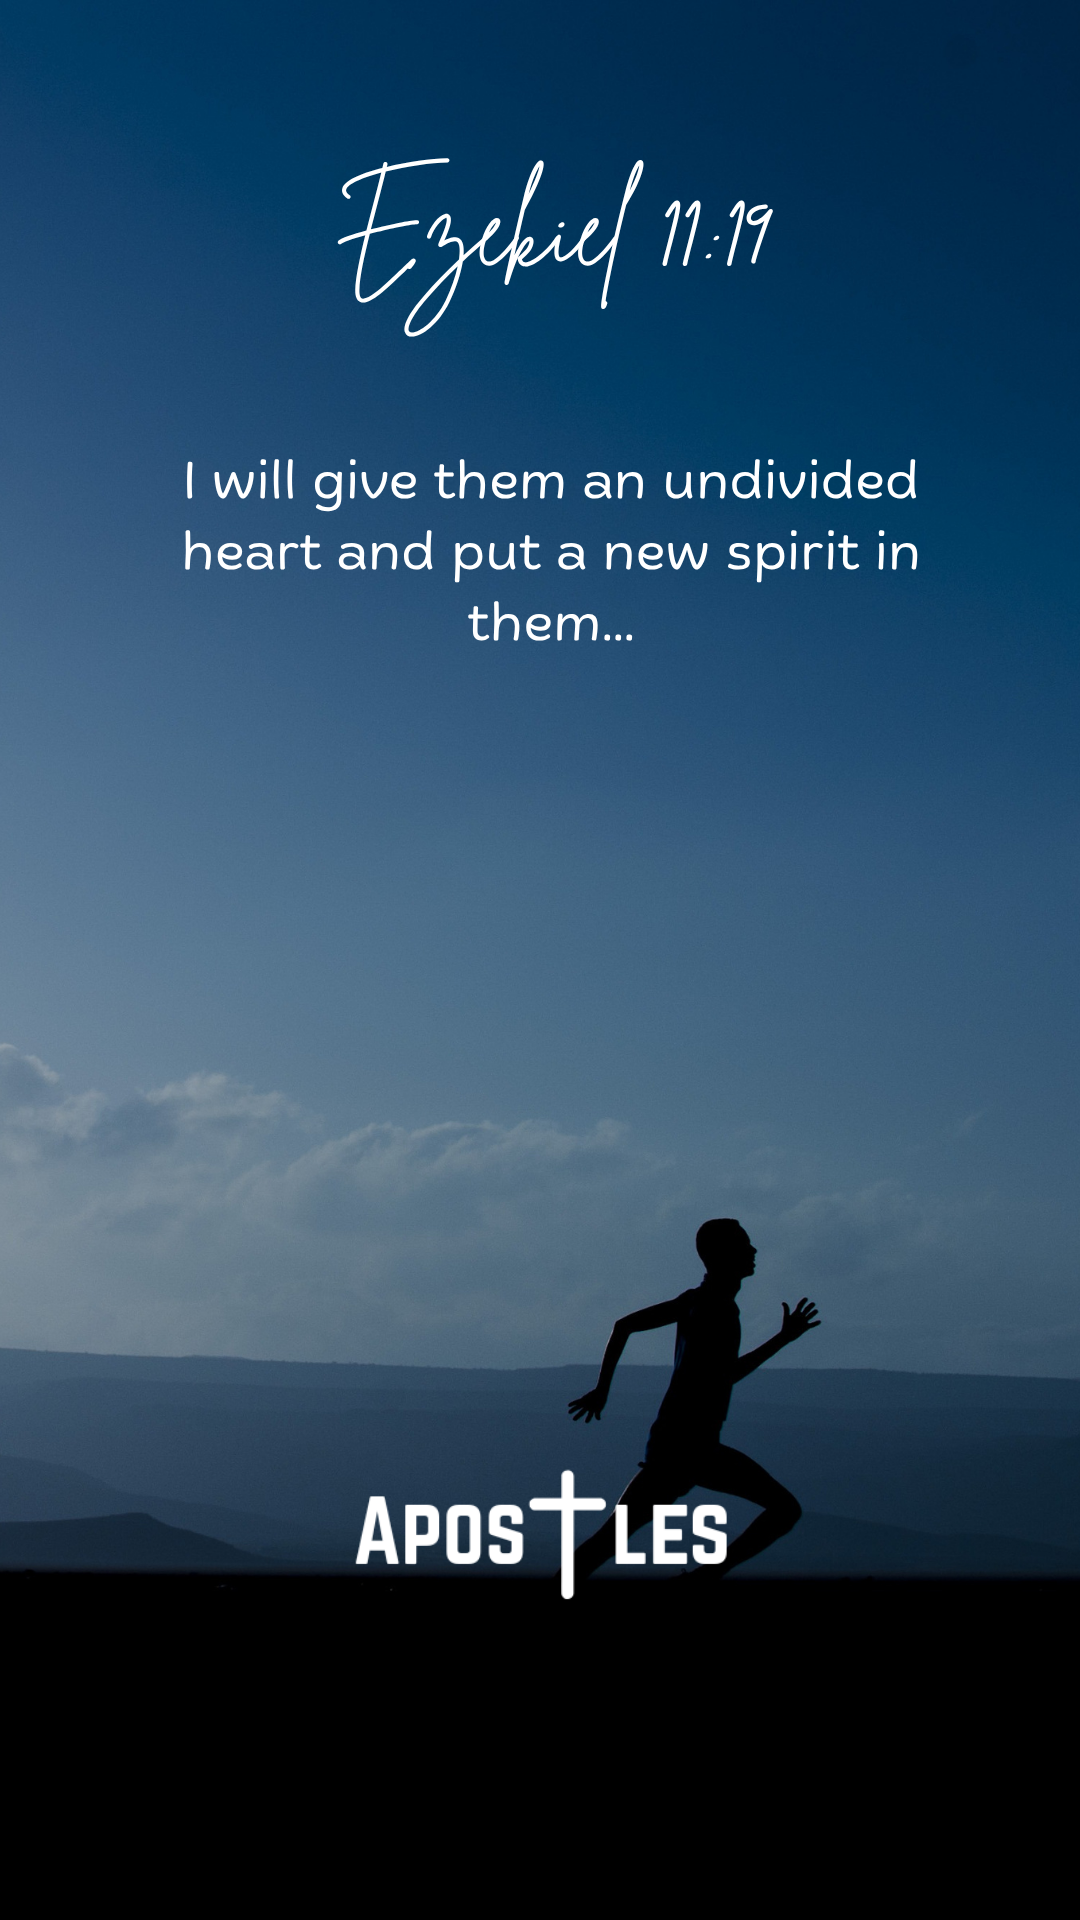 Ezekiel 11:19
I will give them an undivided
heart and put a new spirit in
them...
APOSTLES